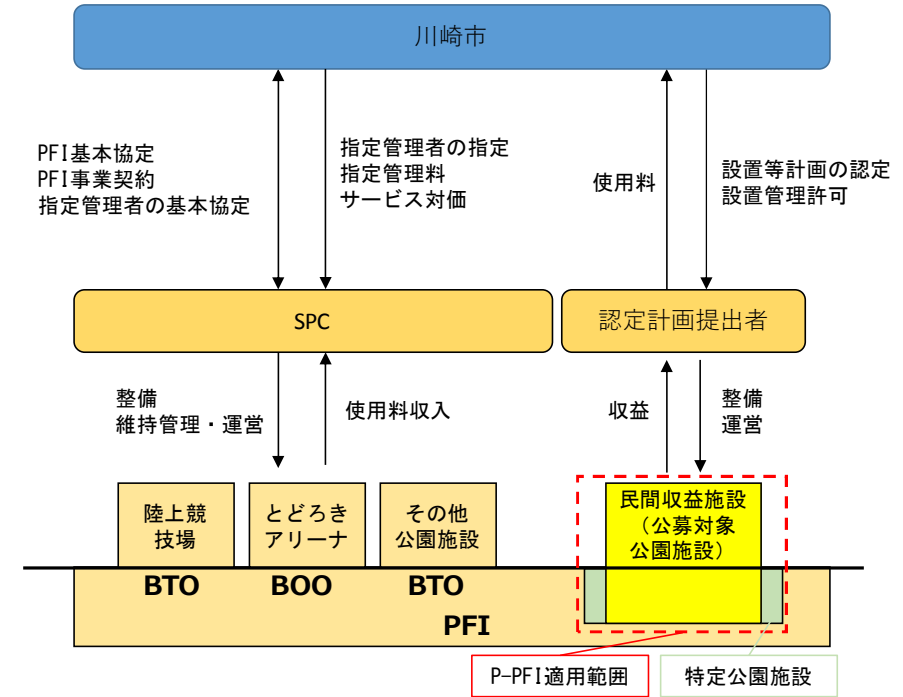 川崎市
PFI基本協定
PFI事業契約
指定管理者の基本協定
指定管理者の指定
指定管理料
サービス対価
使用料
設置等計画の認定
設置管理許可
SPC
認定計画提出者
整備
維持管理・運営
使用料収入
収益
整備
運営
陸上競
技場
とどろき
アリーナ
その他
公園施設
民間収益施設
（公募対象
公園施設）
BTO
BOO
BTO
PFI
P-PFI適用範囲
特定公園施設